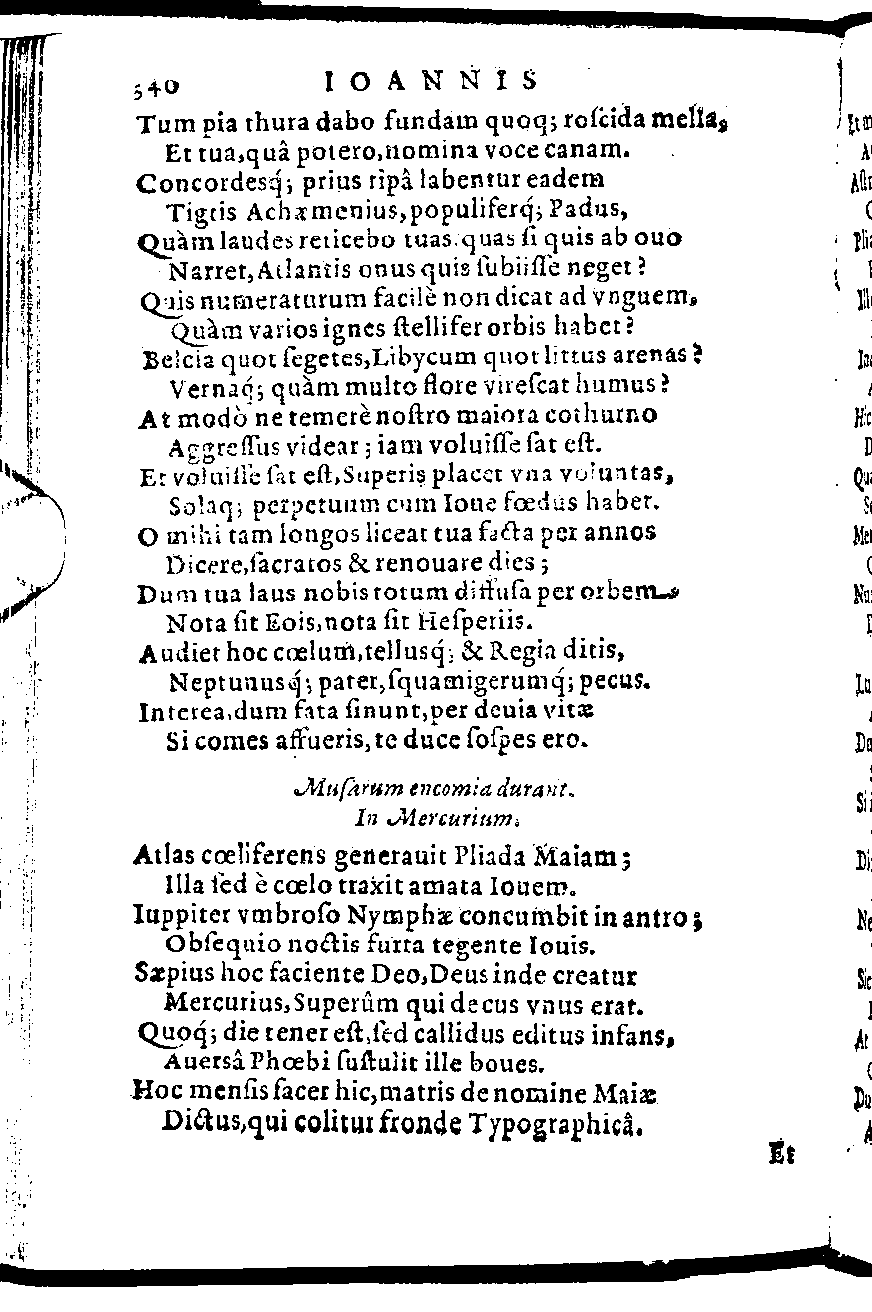 540 IOANNIS
Tum pia thura dabo fundam quoq; roſcida mella,
Et tua, quâ potero, nomina voce canam.
Concordesq́; prius ripâ labentur eadem
Tigris Achæmenius, populiferq́; Padus,
Quàm laudes reticebo tuas. quas ſi quis ab ouo
Narret, Atlantis onus quis ſubiiſſe neget?
Quis numeraturum facilè non dicat ad vnguem,
Quàm varios ignes ſtellifer orbis habet?
Belcia quot ſegetes, Libycum quot littus arenas?
Vernaq́; quàm multo flore vireſcat humus?
At modò ne temerè noſtro maiora cothurno
Aggreſſus videar; iam voluiſſe ſat eſt.
Et voluiſſe ſat eſt, Superis placet vna voluntas,
Solaq; perpetuum cum Ioue fœdus habet.
O mihi tam longos liceat tua facta per annos
Dicere, ſacratos & renouare dies;
Dum tua laus nobis totum diffuſa per orbem,
Nota ſit Eois, nota ſit Heſperiis.
Audiet hoc cœlum, tellusq́; & Regia ditis,
Neptunusq́; pater, ſquamigerumq́; pecus.
Interea, dum fata ſinunt, per deuia vitæ
Si comes affueris, te duce ſoſpes ero.
Muſarum encomia durant.
In Mercurium.
Atlas cœliferens generauit Pliada Maiam;
Illa ſed è cœlo traxit amata Iouem.
Iuppiter vmbroſo Nymphæ concumbit in antro;
Obſequio noctis furta tegente Iouis.
Sæpius hoc faciente Deo, Deus inde creatur
Mercurius, Superûm qui decus vnus erat.
Quoq́; die tener eſt, ſed callidus editus infans,
Auersâ Phœbi ſuſtulit ille boues.
Hoc menſis ſacer hic, matris de nomine Maiæ
Dictus, qui colitur fronde Typographicâ.
Et